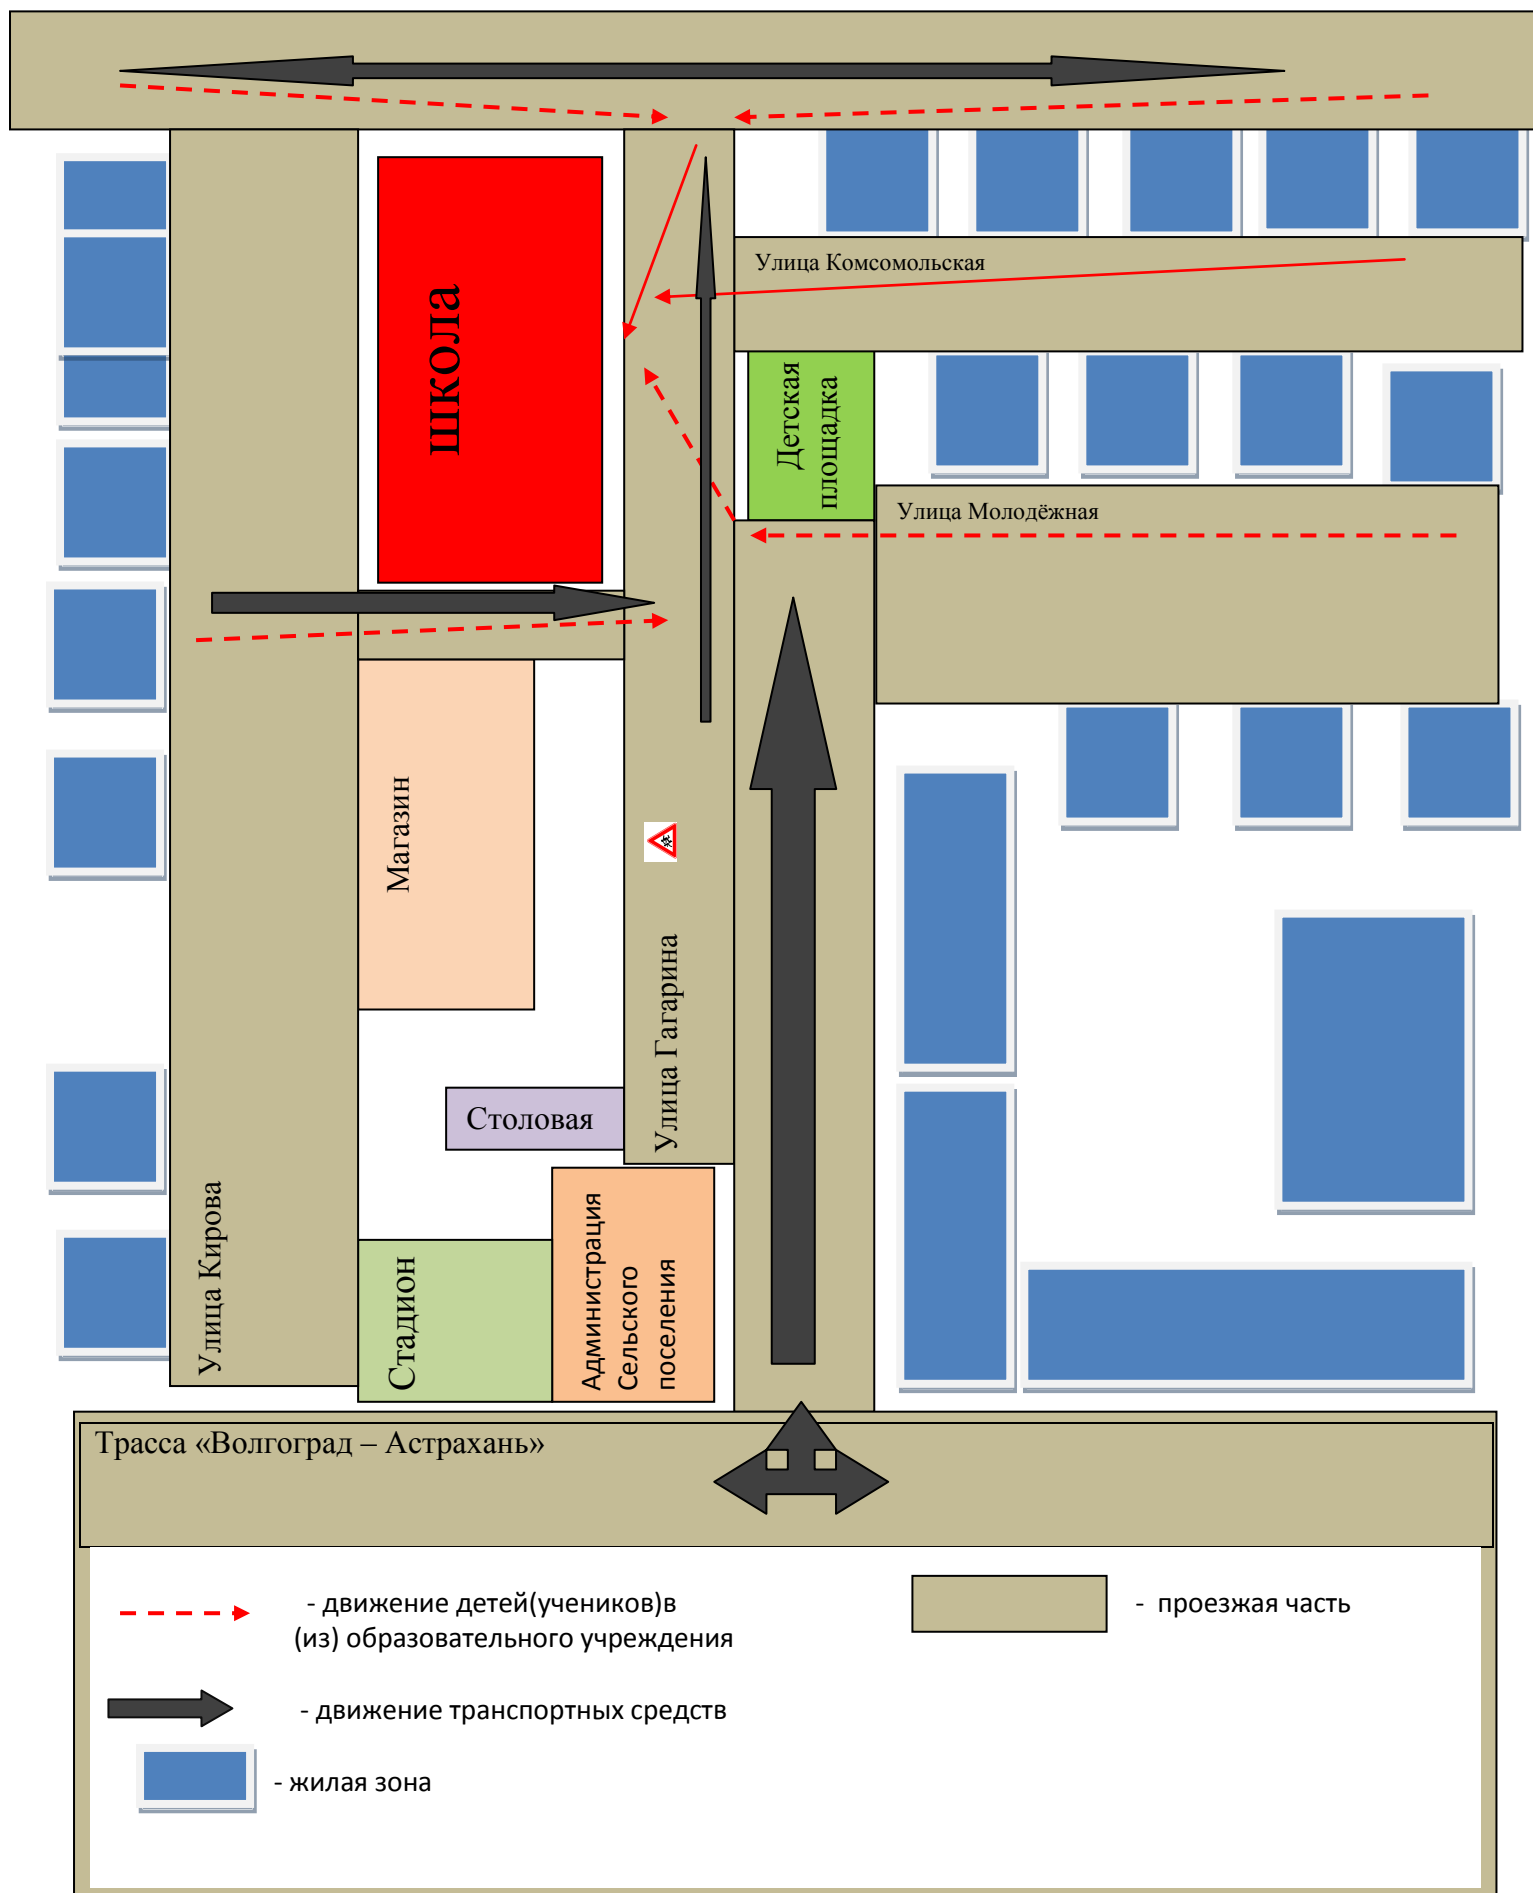 Улица Комсомольская
школа
Детская
площадка
Улица Молодёжная
Магазин
Улица Гагарина
Столовая
Улица Кирова
Стадион
Администрация
Сельского
поселения
Трасса «Волгоград – Астрахань»
- движение детей(учеников)в
(из) образовательного учреждения
- проезжая часть
- движение транспортных средств
- жилая зона